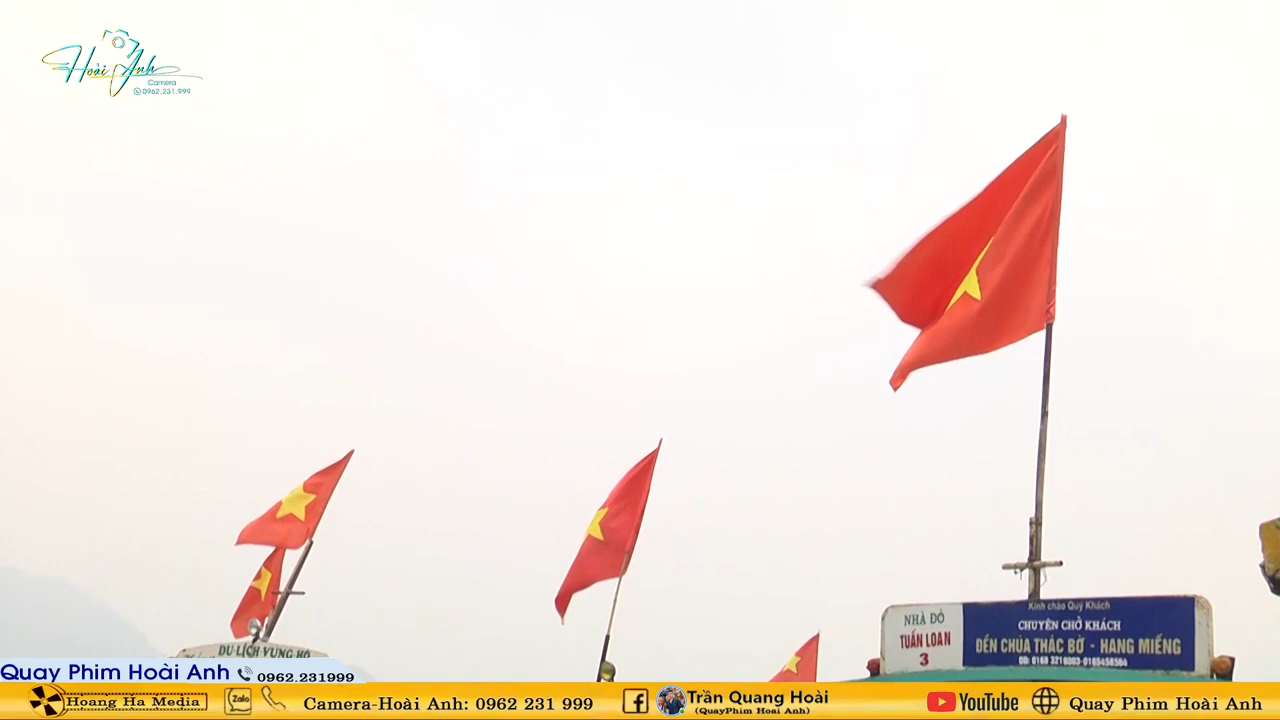 Hoài Anh
Camera
0962.231.999
DU LỊCH VÙNG HỒ
Kính chào Quý Khách
NHÀ ĐÒ
TUẤN LOAN
3
CHUYÊN CHỞ KHÁCH
ĐỀN CHÙA THÁC BỜ - HANG MIẾNG
Quay Phim Hoài Anh
0962.231999
Hoang Ha Media
Zalo
Camera-Hoài Anh: 0962 231 999
Trần Quang Hoài
(QuayPhim Hoai Anh)
YouTube
Quay Phim Hoài Anh